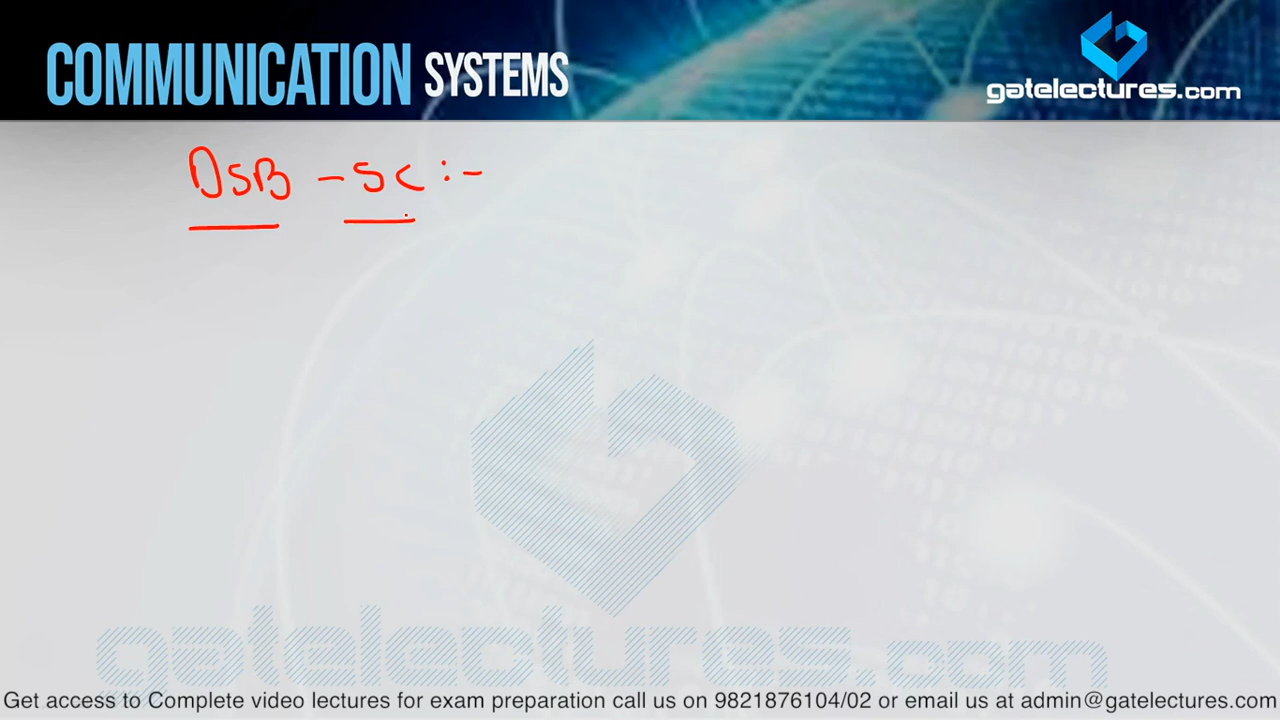 COMMUNICATION SYSTEMS
gatelectures.com
DSB - SC :-
gatelectures.com
Get access to Complete video lectures for exam preparation call us on 9821876104/02 or email us at admin@gatelectures.com